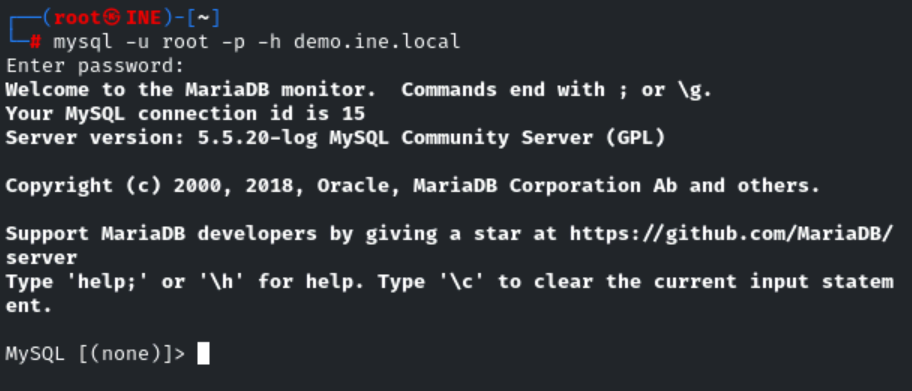 ┌──(root㉿INE)-[~]
└─# mysql -u root -p -h demo.ine.local
Enter password:
Welcome to the MariaDB monitor.  Commands end with ; or \g.
Your MySQL connection id is 15
Server version: 5.5.20-log MySQL Community Server (GPL)
Copyright (c) 2000, 2018, Oracle, MariaDB Corporation Ab and others.
Support MariaDB developers by giving a star at https://github.com/MariaDB/
server
Type 'help;' or '\h' for help. Type '\c' to clear the current input statem
ent.
MySQL [(none)]>